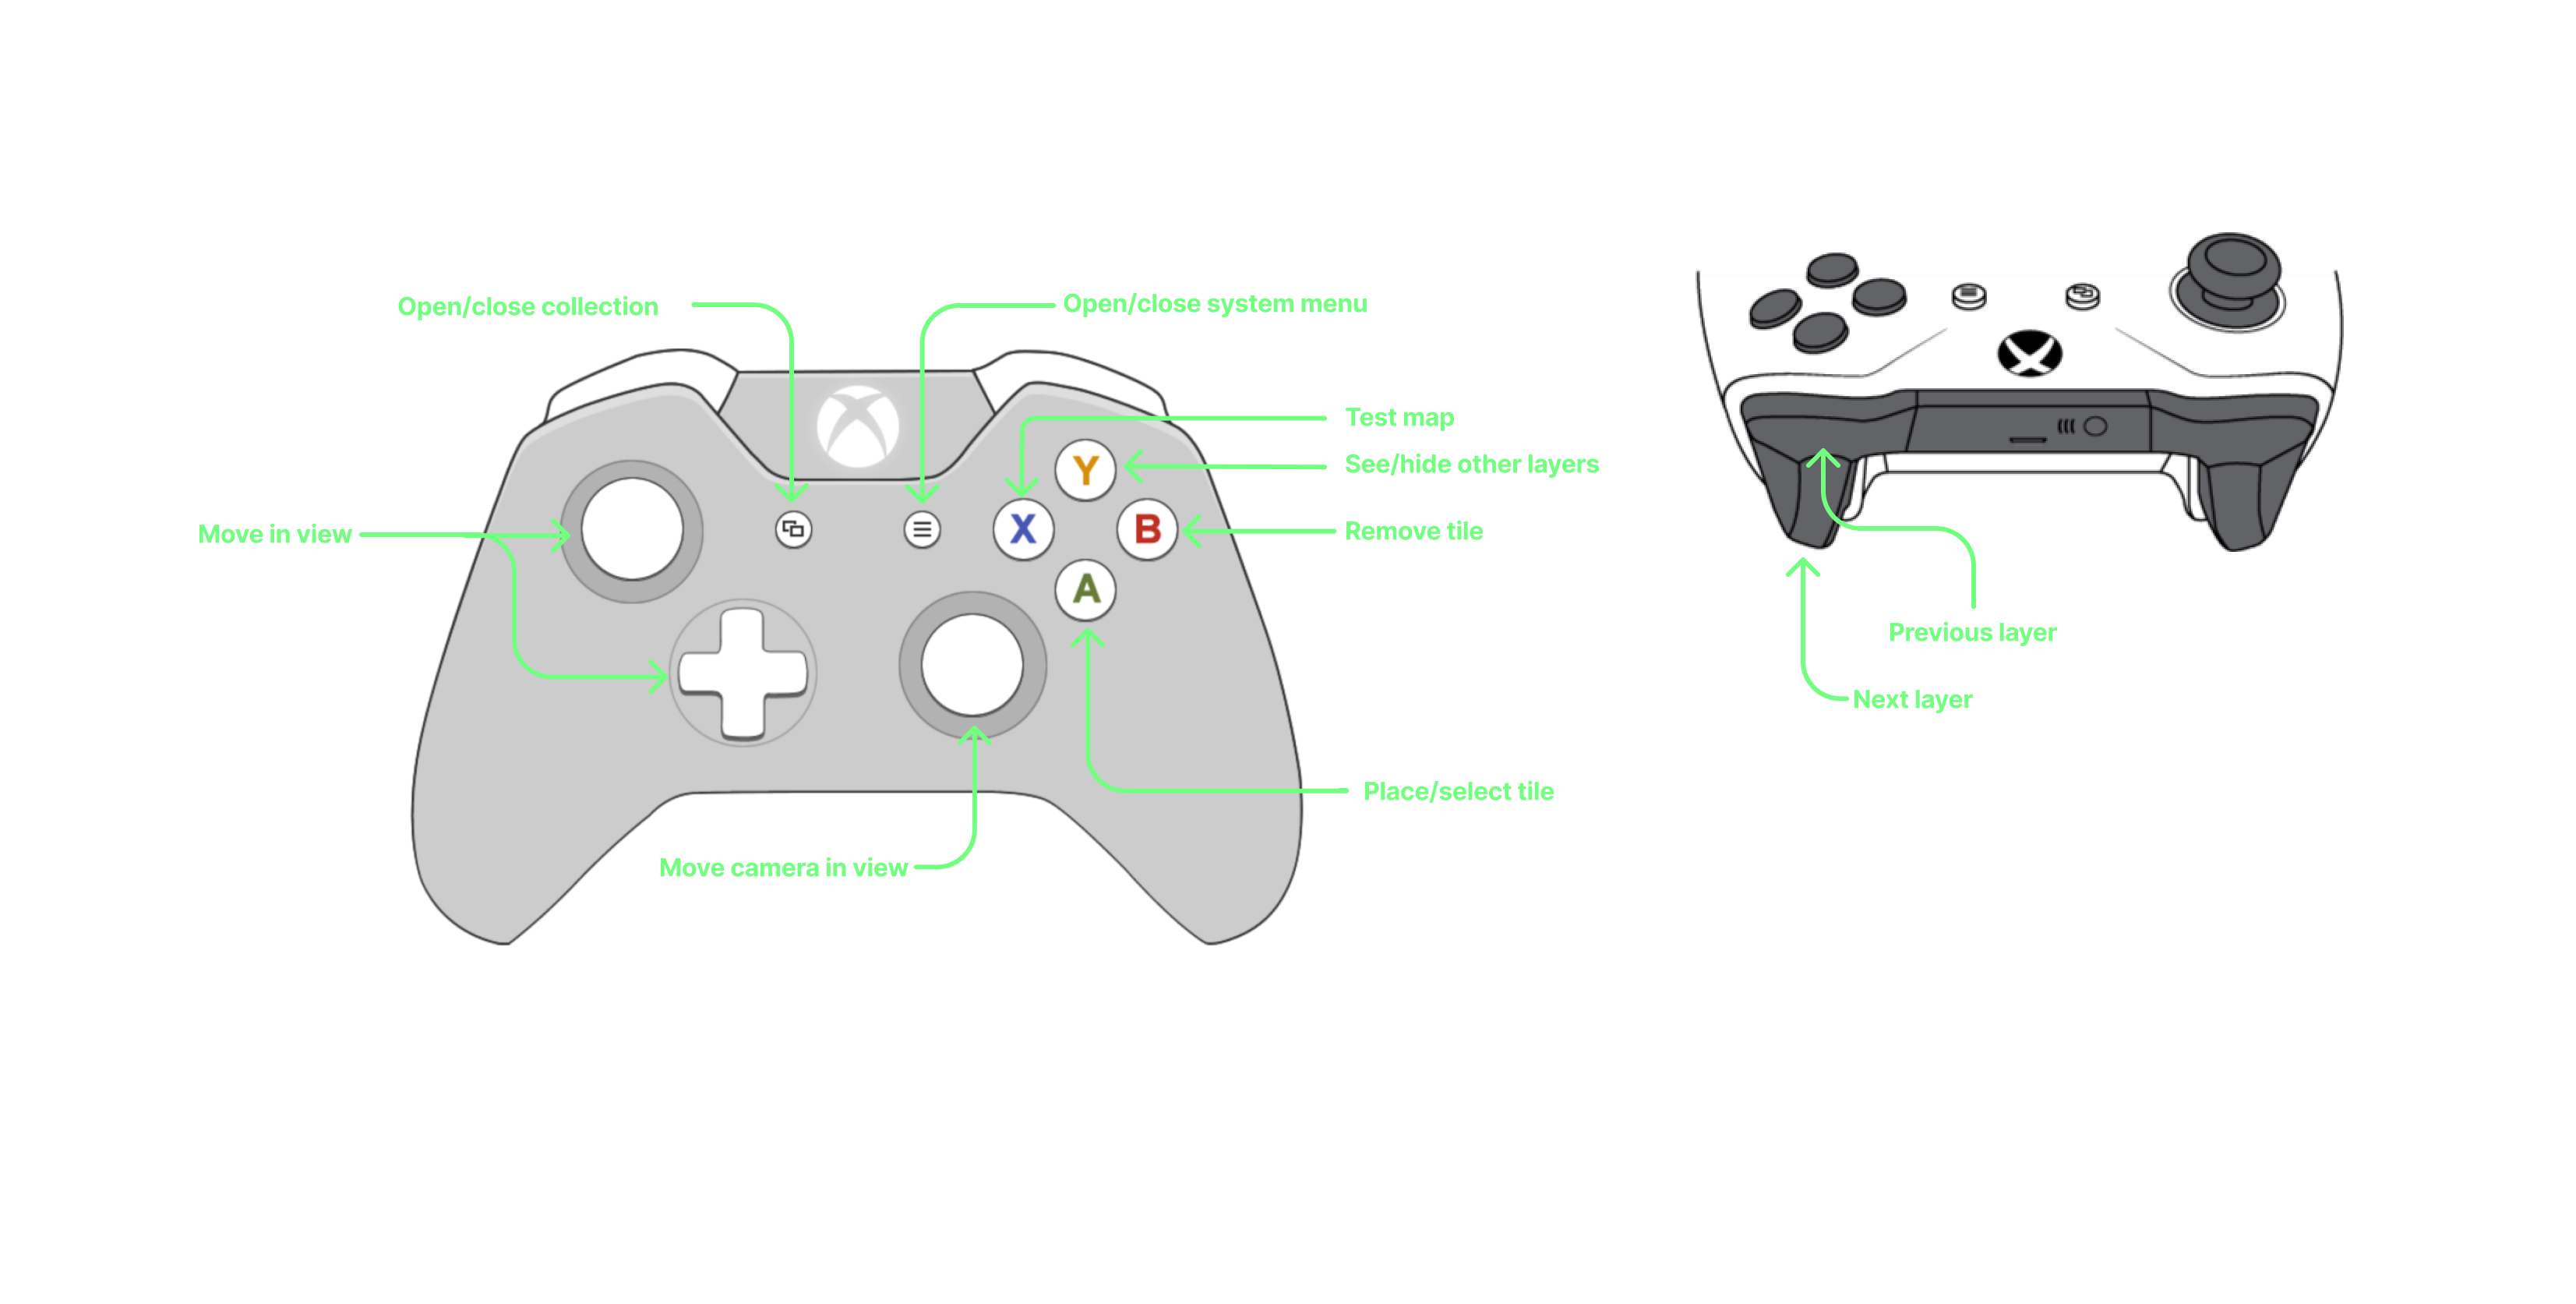 Open/close collection
Open/close system menu
Test map
See/hide other layers
Y
Move in view
X
B
Remove tile
A
Previous layer
Next layer
Place/select tile
Move camera in view